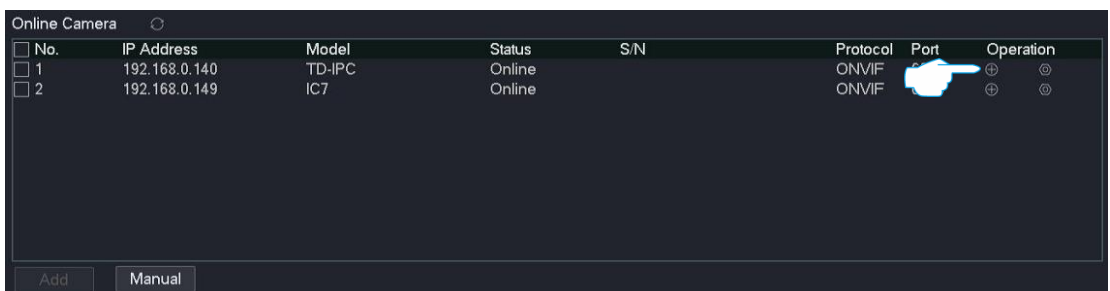 Online Camera
No. IP Address Model Status S/N Protocol Port Operation
1 192.168.0.140 TD-IPC Online ONVIF
2 192.168.0.149 IC7 Online ONVIF
Add Manual